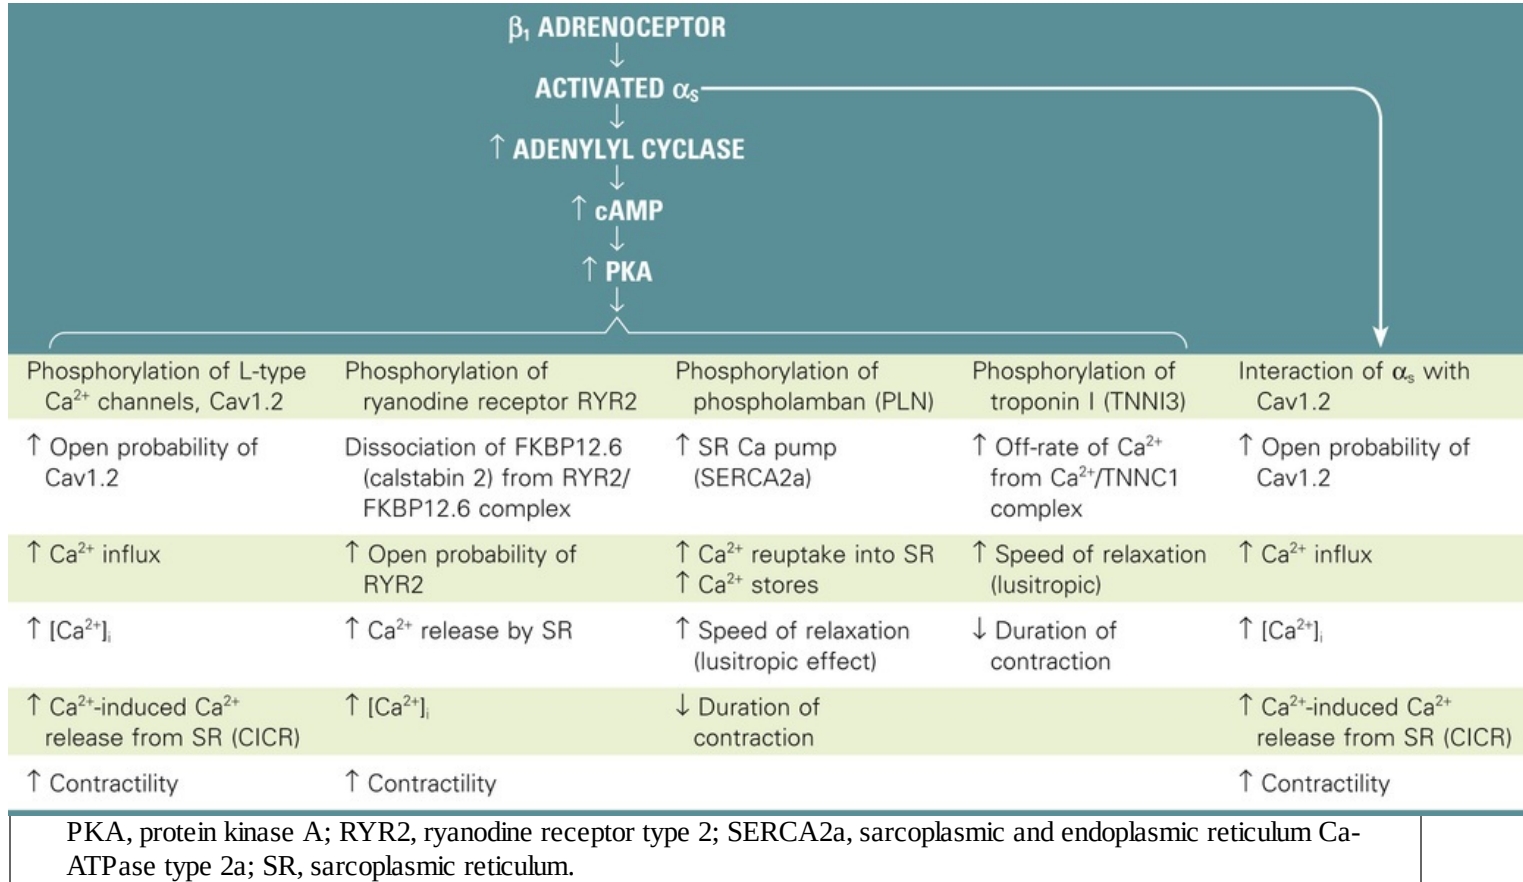 β₁ ADRENOCEPTOR
↓
ACTIVATED αₛ
↓
↑ ADENYLYL CYCLASE
↓
↑ cAMP
↓
↑ PKA
↓
Phosphorylation of L-type
Ca²⁺ channels, Cav1.2
Phosphorylation of
ryanodine receptor RYR2
Phosphorylation of
phospholamban (PLN)
Phosphorylation of
troponin I (TNNI3)
Interaction of αₛ with
Cav1.2
↑ Open probability of
Cav1.2
Dissociation of FKBP12.6
(calstabin 2) from RYR2/
FKBP12.6 complex
↑ SR Ca pump
(SERCA2a)
↑ Off-rate of Ca²⁺
from Ca²⁺/TNNC1
complex
↑ Open probability of
Cav1.2
↑ Ca²⁺ influx
↑ Open probability of
RYR2
↑ Ca²⁺ reuptake into SR
↑ Ca²⁺ stores
↑ Speed of relaxation
(lusitropic)
↑ Ca²⁺ influx
↑ [Ca²⁺]ᵢ
↑ Ca²⁺ release by SR
↑ Speed of relaxation
(lusitropic effect)
↓ Duration of
contraction
↑ [Ca²⁺]ᵢ
↑ Ca²⁺-induced Ca²⁺
release from SR (CICR)
↑ [Ca²⁺]ᵢ
↓ Duration of
contraction
↑ Ca²⁺-induced Ca²⁺
release from SR (CICR)
↑ Contractility
↑ Contractility
↑ Contractility
PKA, protein kinase A; RYR2, ryanodine receptor type 2; SERCA2a, sarcoplasmic and endoplasmic reticulum Ca-
ATPase type 2a; SR, sarcoplasmic reticulum.